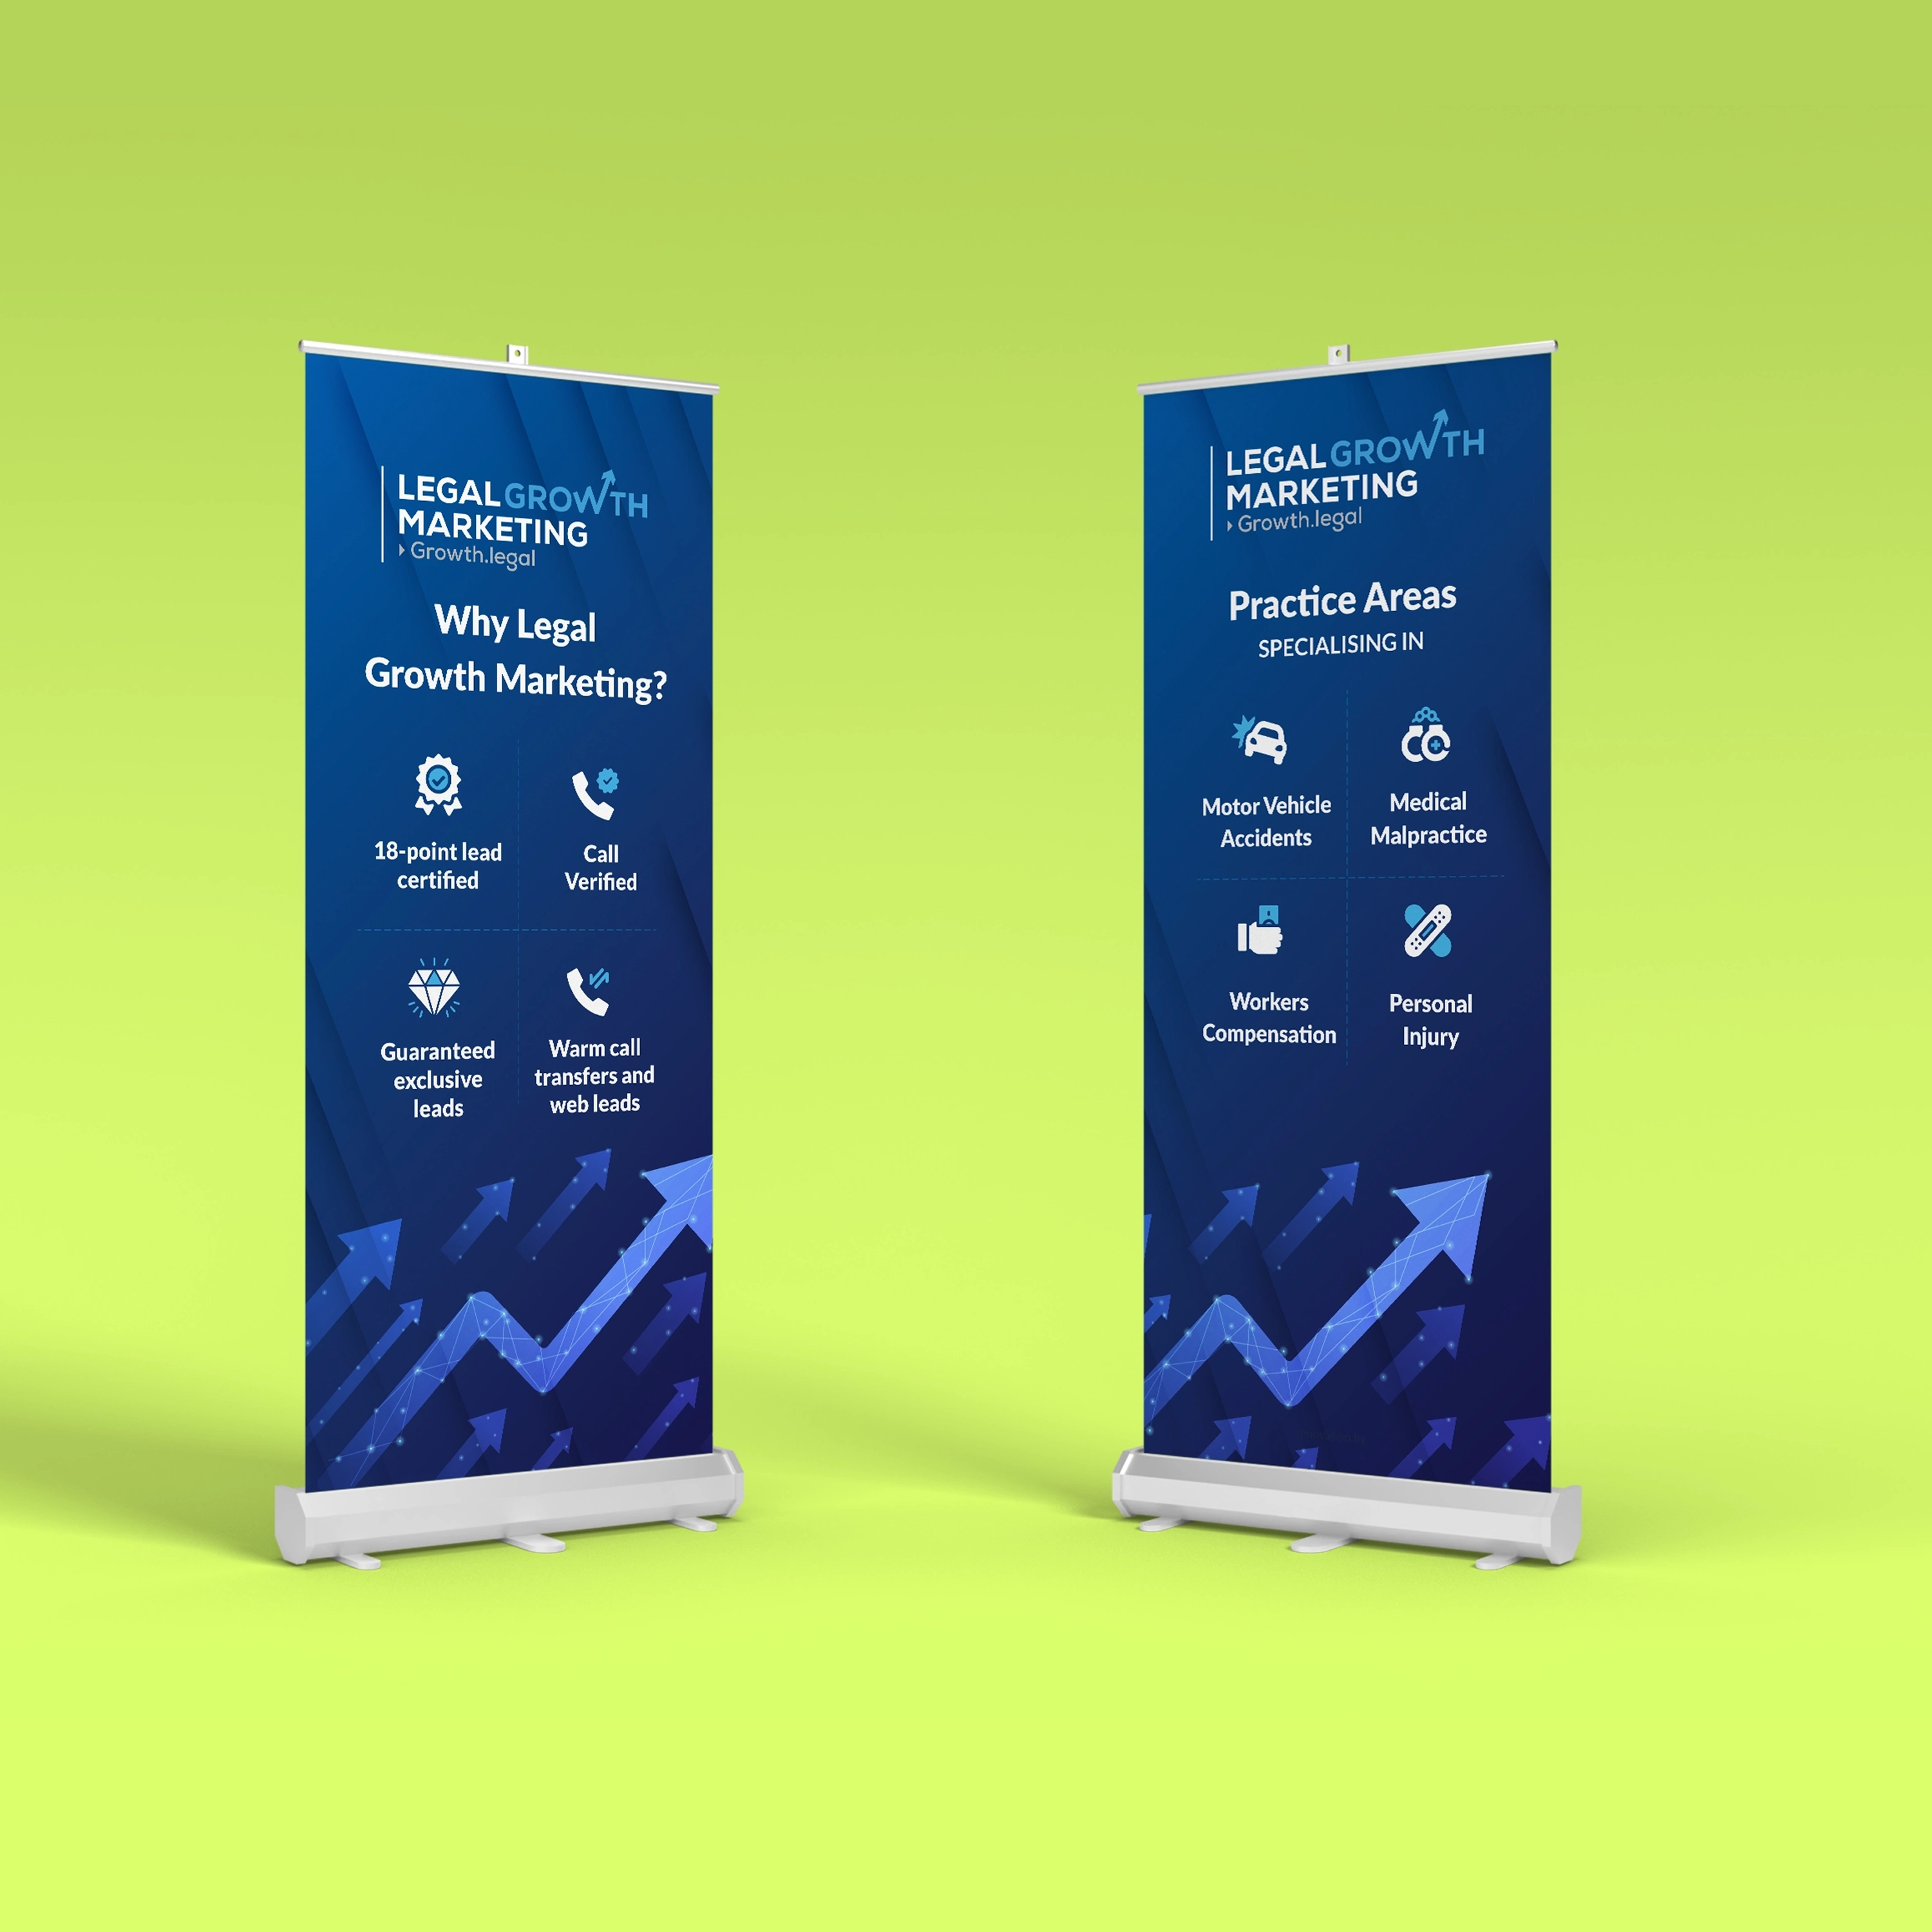 LEGAL GROWTH
MARKETING
Growth.legal
Why Legal
Growth Marketing?
18-point lead
certified
Call
Verified
Guaranteed
exclusive
leads
Warm call
transfers and
web leads
LEGAL GROWTH
MARKETING
Growth.legal
Practice Areas
SPECIALISING IN
Motor Vehicle
Accidents
Medical
Malpractice
Workers
Compensation
Personal
Injury